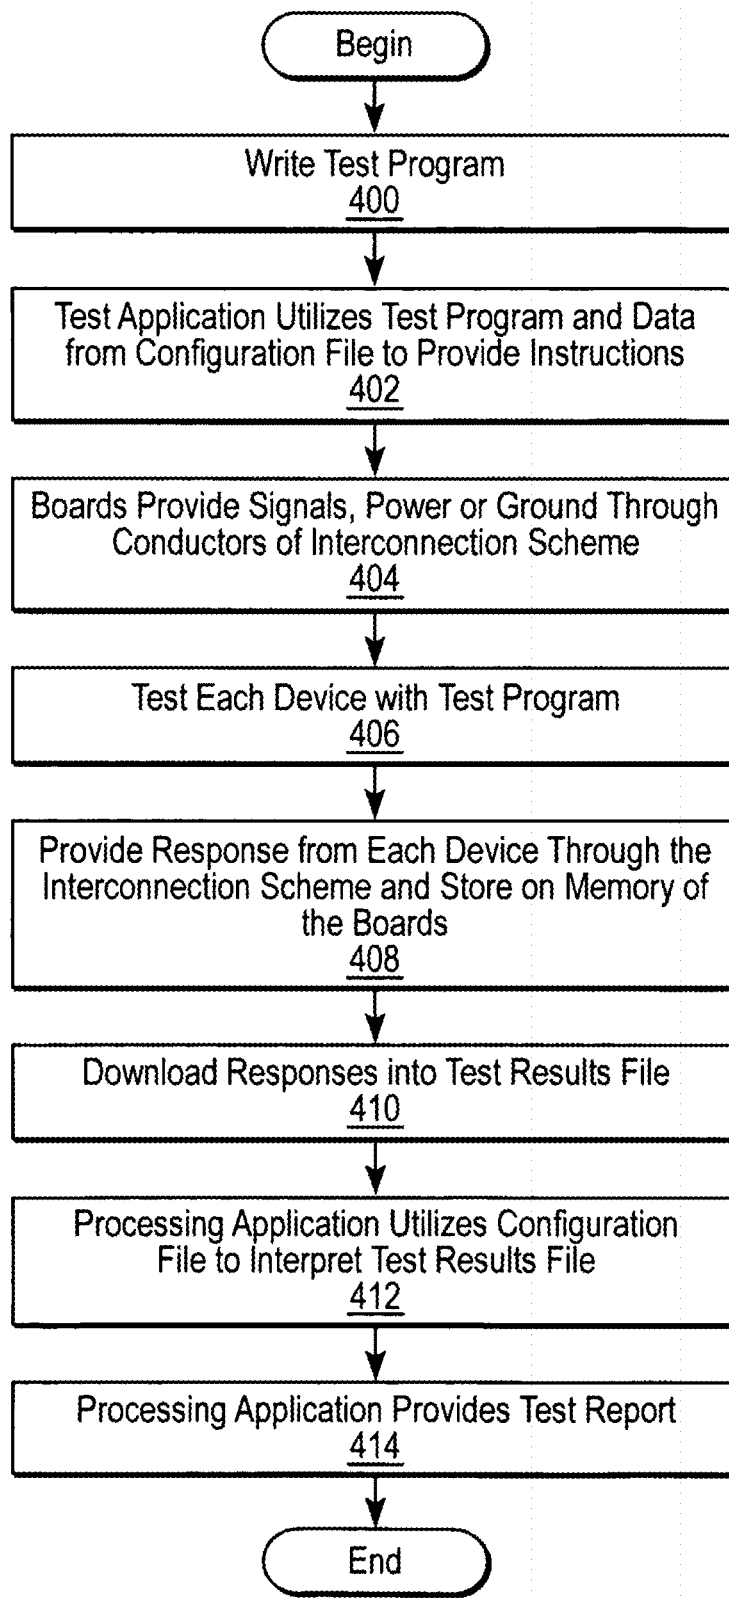 Begin
Write Test Program
400
Test Application Utilizes Test Program and Data
from Configuration File to Provide Instructions
402
Boards Provide Signals, Power or Ground Through
Conductors of Interconnection Scheme
404
Test Each Device with Test Program
406
Provide Response from Each Device Through the
Interconnection Scheme and Store on Memory of
the Boards
408
Download Responses into Test Results File
410
Processing Application Utilizes Configuration
File to Interpret Test Results File
412
Processing Application Provides Test Report
414
End